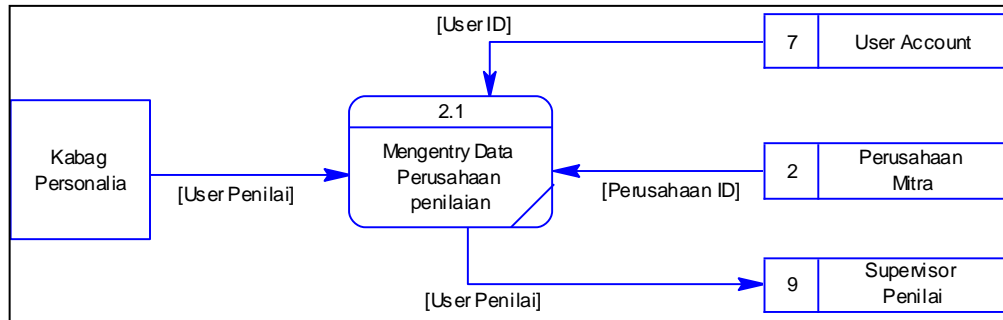 [User ID]
7
User Account
2.1
Mengentry Data
Perusahaan
penilaian
Kabag
Personalia
[User Penilai]
2
Perusahaan
Mitra
[Perusahaan ID]
[User Penilai]
9
Supervisor
Penilai